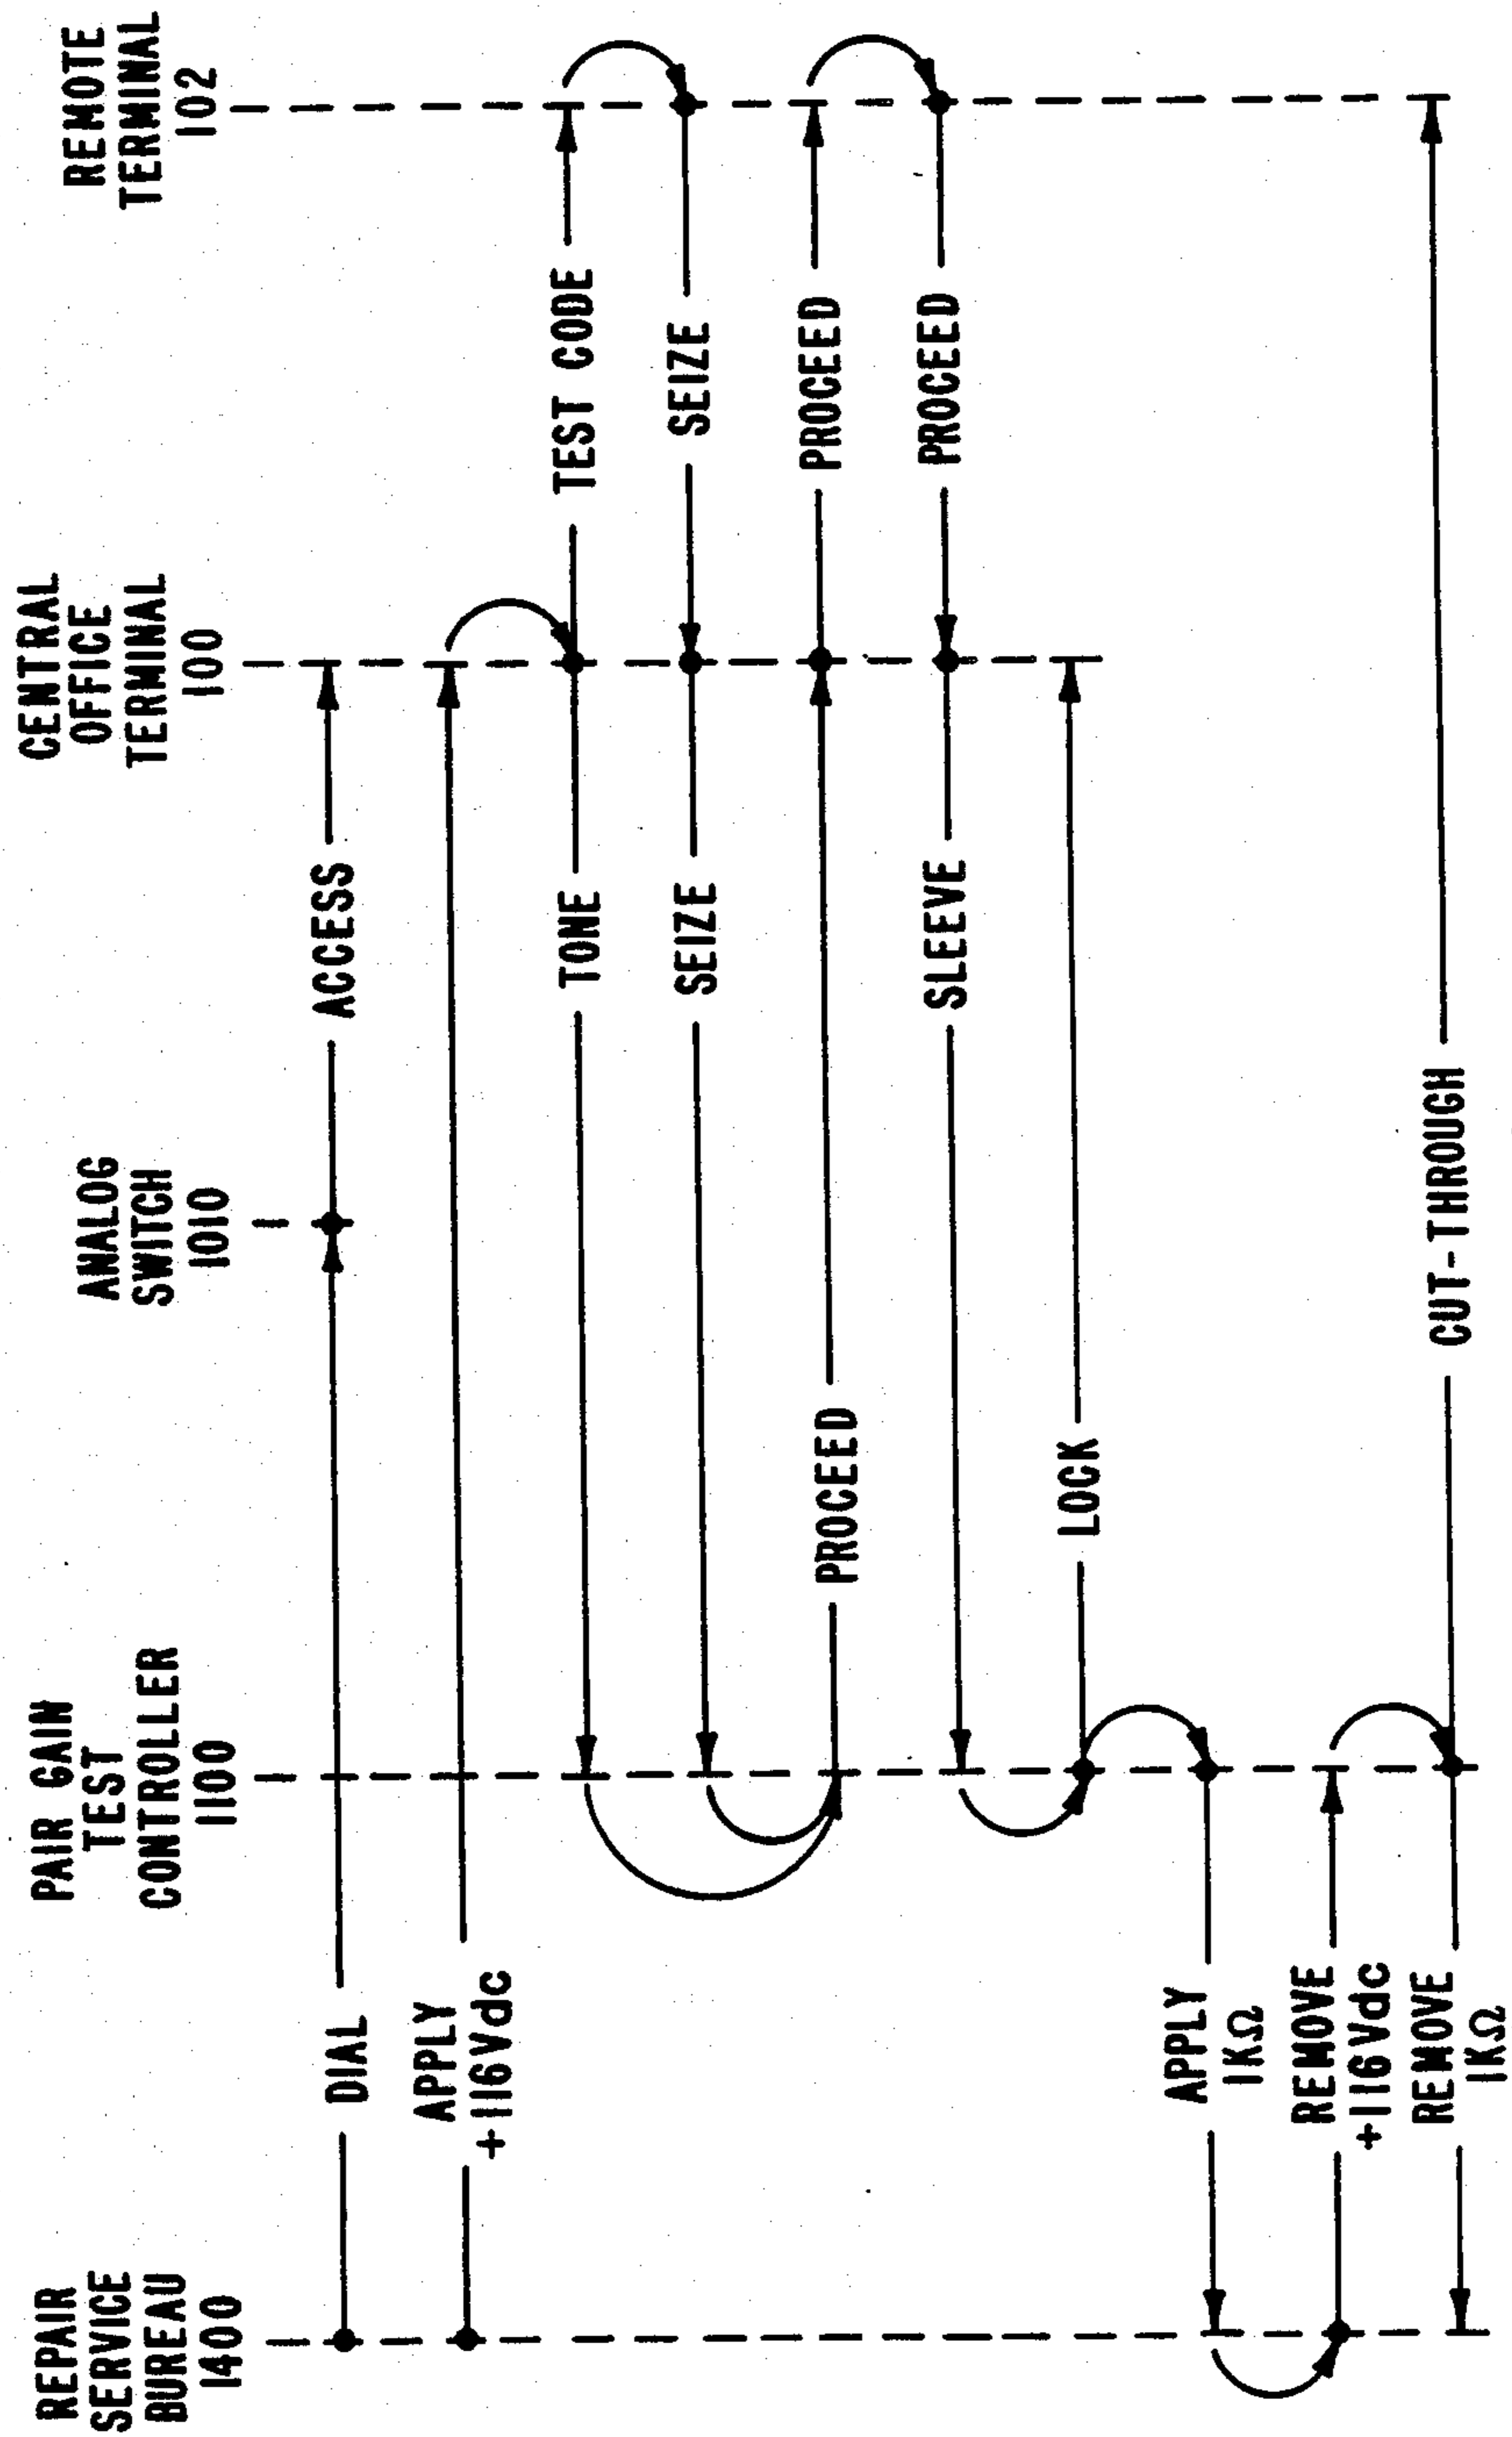 REPAIR
SERVICE
BUREAU
1400
PAIR GAIN
TEST
CONTROLLER
1100
ANALOG
SWITCH
1010
CENTRAL
OFFICE
TERMINAL
100
REMOTE
TERMINAL
102
DIAL
ACCESS
APPLY
+116Vdc
TONE
TEST CODE
SEIZE
SEIZE
PROCEED
PROCEED
SLEEVE
PROCEED
LOCK
APPLY
1KΩ
REMOVE
+116Vdc
REMOVE
1KΩ
CUT-THROUGH